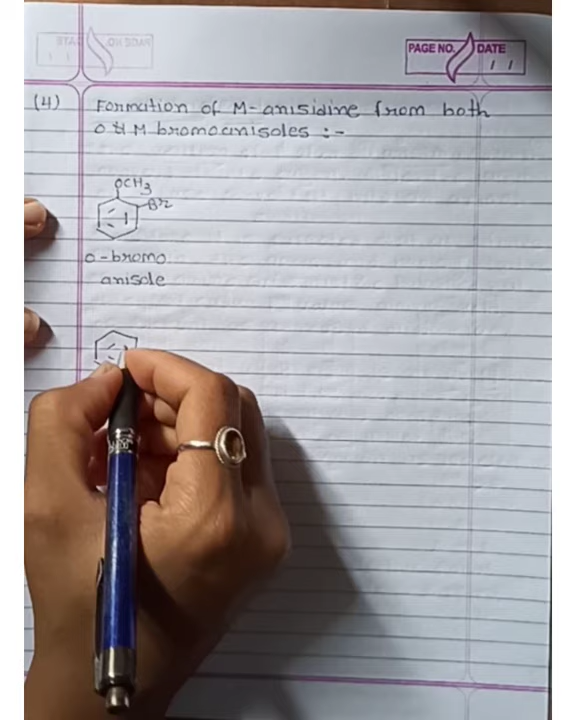 PAGE NO. DATE
/ /
(4) Formation of M-anisidine from both
O & M bromoanisoles :-
OCH3
Br
o-bromo
anisole